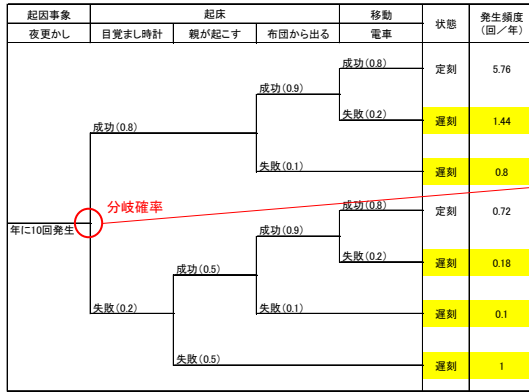 起因事象 起床 移動 状態 発生頻度
（回／年）
夜更かし 目覚まし時計 親が起こす 布団から出る 電車
成功(0.8) 定刻 5.76
成功(0.9)
失敗(0.2) 遅刻 1.44
成功(0.8)
失敗(0.1) 遅刻 0.8
分岐確率
成功(0.8) 定刻 0.72
年に10回発生
成功(0.9)
失敗(0.2) 遅刻 0.18
成功(0.5)
失敗(0.2)
失敗(0.1) 遅刻 0.1
失敗(0.5) 遅刻 1